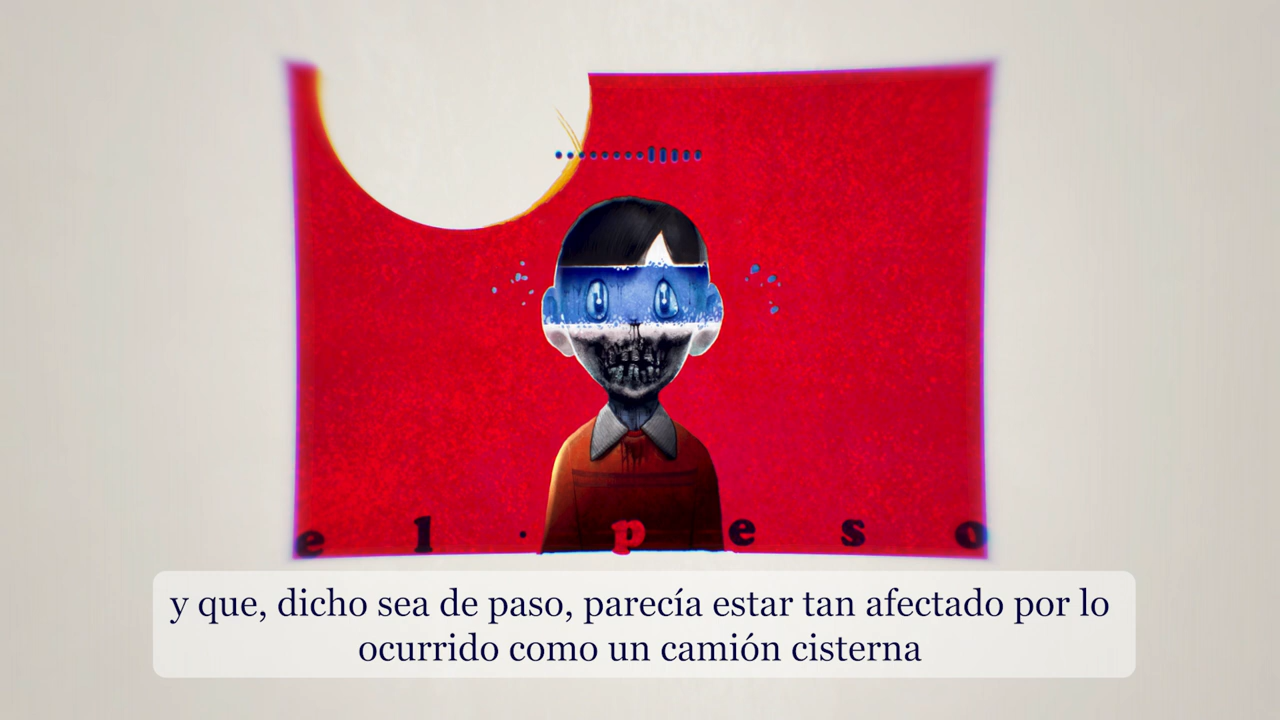 e l · p e s o
y que, dicho sea de paso, parecía estar tan afectado por lo
ocurrido como un camión cisterna